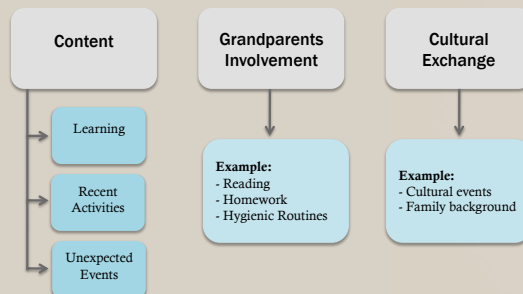 Content
Learning
Recent
Activities
Unexpected
Events
Grandparents
Involvement
Example:
- Reading
- Homework
- Hygienic Routines
Cultural
Exchange
Example:
- Cultural events
- Family background